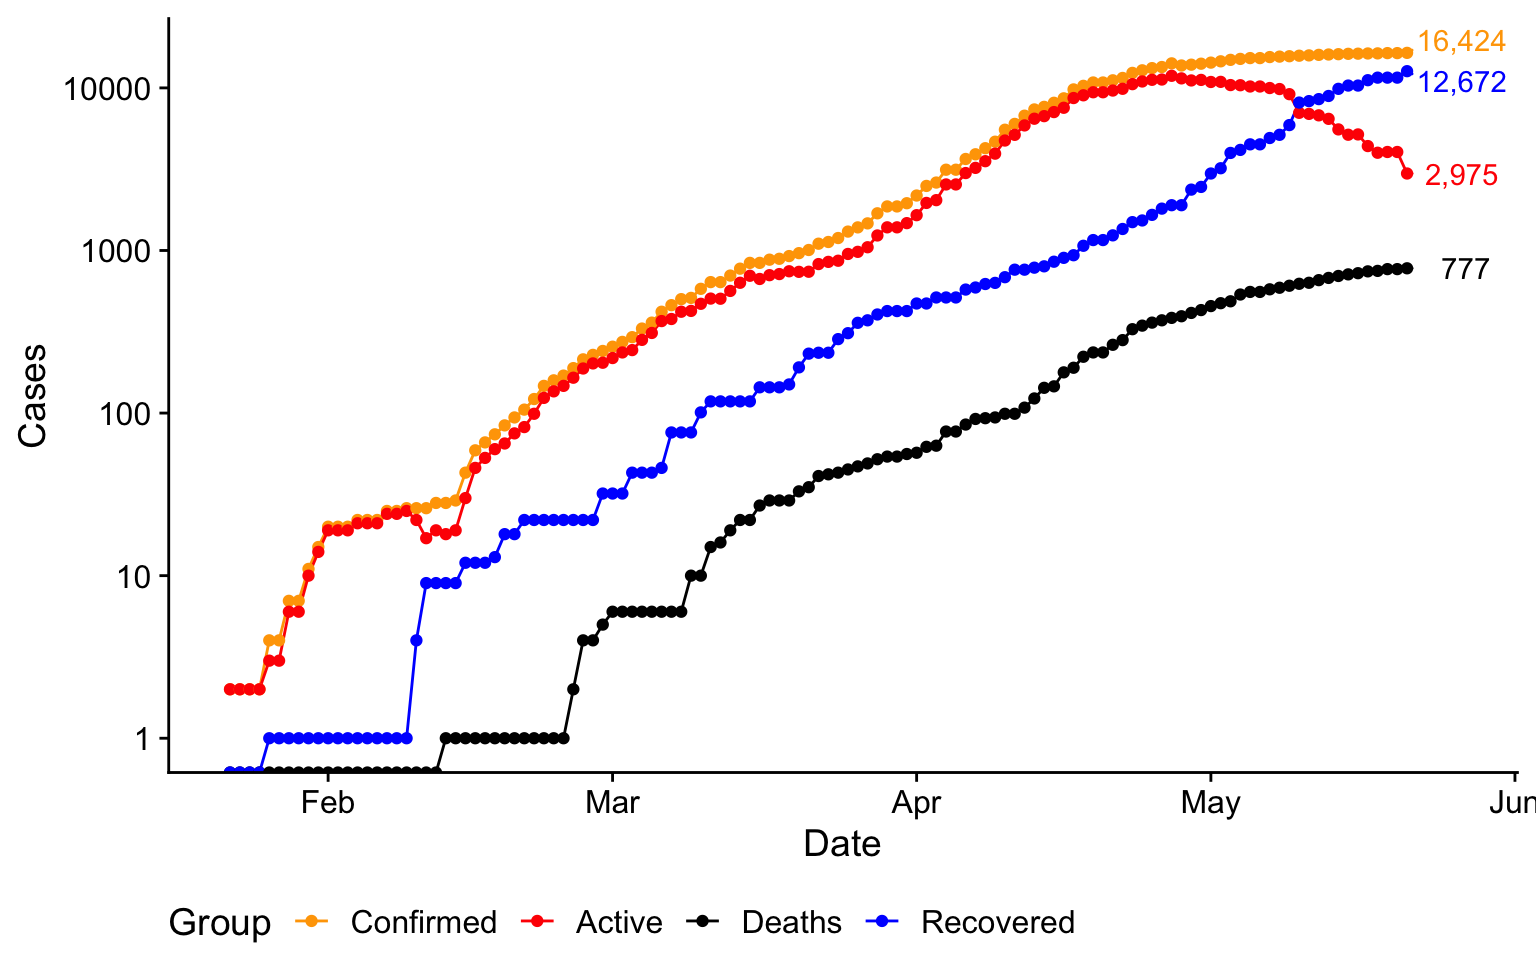 16,424
12,672
2,975
777
10000
1000
100
10
1
Cases
Feb Mar Apr May Jun
Date
Group Confirmed Active Deaths Recovered